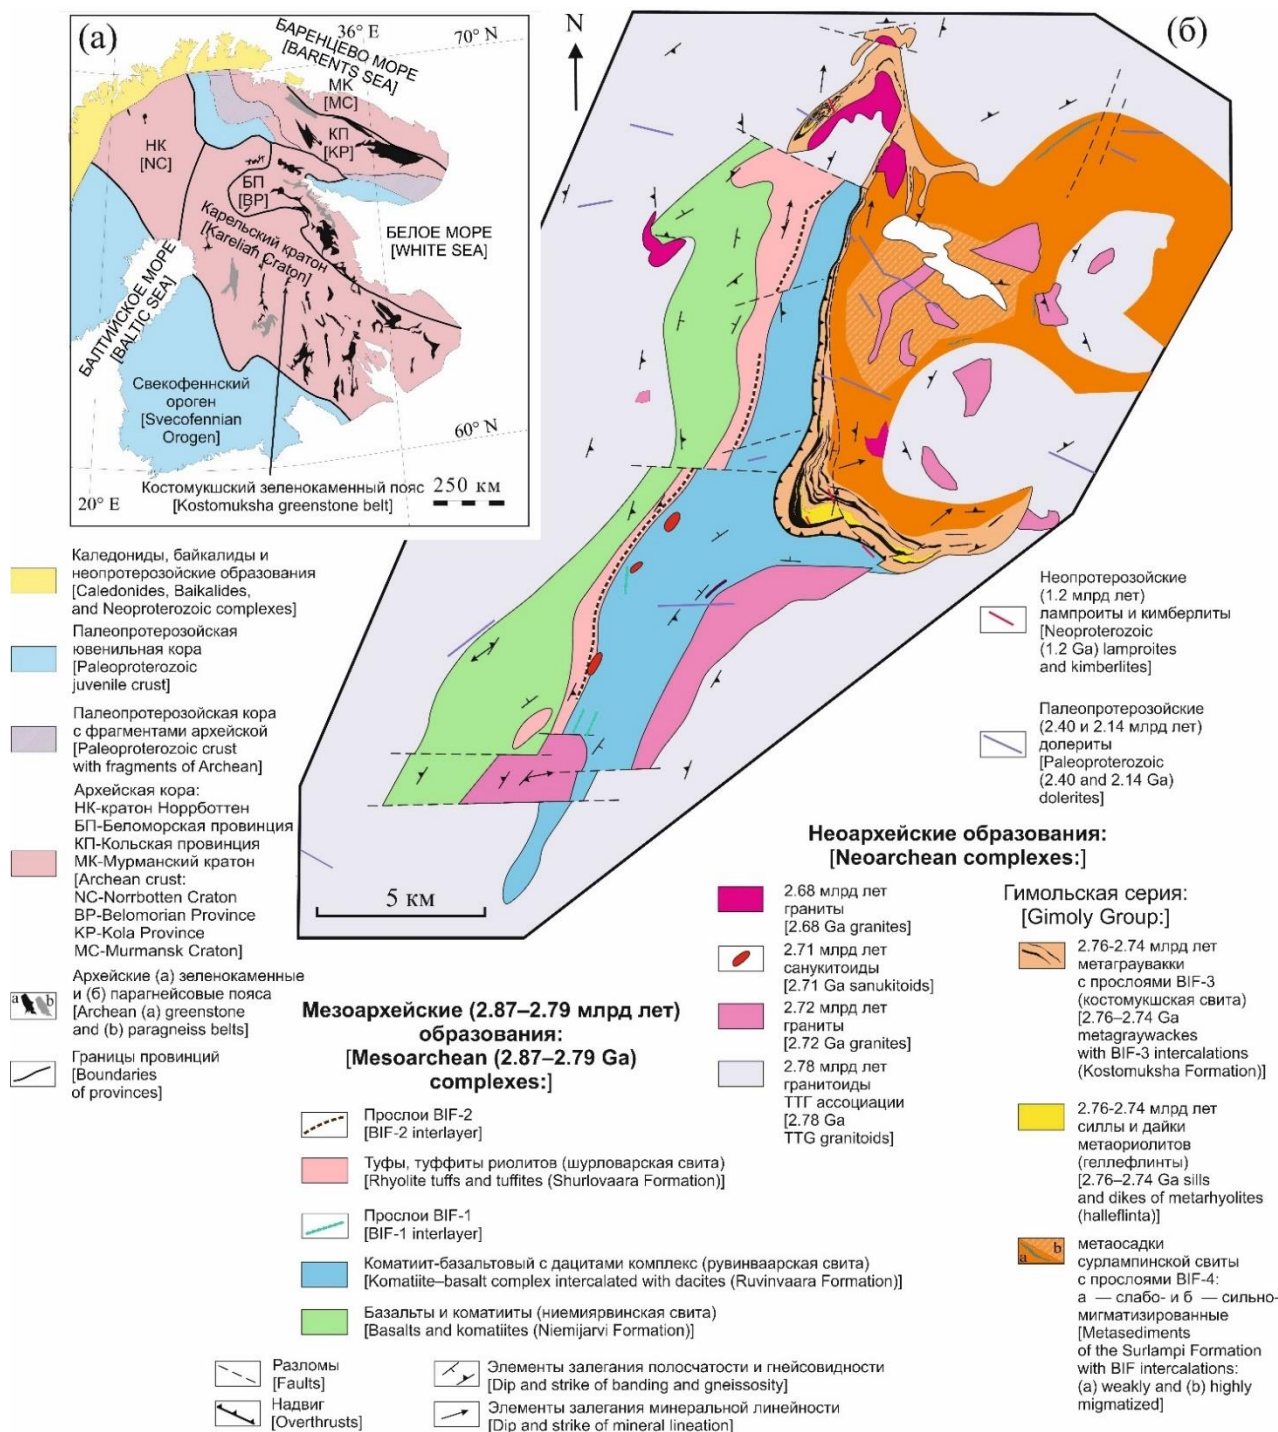 (а)
36° E
70° N
БАРЕНЦЕВО МОРЕ
[BARENTS SEA]
МК
[MC]
НК
[NC]
КП
[KP]
БП
[BP]
Карельский кратон
[Karelian Craton]
БЕЛОЕ МОРЕ
[WHITE SEA]
БАЛТИЙСКОЕ МОРЕ
[BALTIC SEA]
Свекофеннский
ороген
[Svecofennian
Orogen]
60° N
Костомукшский зеленокаменный пояс
[Kostomuksha greenstone belt]
250 км
20° E
N
(б)
5 км
Каледониды, байкалиды и
неопротерозойские образования
[Caledonides, Baikalides,
and Neoproterozoic complexes]
Палеопротерозойская
ювенильная кора
[Paleoproterozoic
juvenile crust]
Палеопротерозойская кора
с фрагментами архейской
[Paleoproterozoic crust
with fragments of Archean]
Архейская кора:
НК-кратон Норрботтен
БП-Беломорская провинция
КП-Кольская провинция
МК-Мурманский кратон
[Archean crust:
NC-Norrbotten Craton
BP-Belomorian Province
KP-Kola Province
MC-Murmansk Craton]
a b
Архейские (а) зеленокаменные
и (б) парагнейсовые пояса
[Archean (a) greenstone
and (b) paragneiss belts]
Границы провинций
[Boundaries
of provinces]
Мезоархейские (2.87–2.79 млрд лет)
образования:
[Mesoarchean (2.87–2.79 Ga)
complexes:]
Прослои BIF-2
[BIF-2 interlayer]
Туфы, туффиты риолитов (шурловарская свита)
[Rhyolite tuffs and tuffites (Shurlovaara Formation)]
Прослои BIF-1
[BIF-1 interlayer]
Коматиит-базальтовый с дацитами комплекс (рувинваарская свита)
[Komatiite–basalt complex intercalated with dacites (Ruvinvaara Formation)]
Базальты и коматииты (ниемиярвинская свита)
[Basalts and komatiites (Niemijarvi Formation)]
Разломы
[Faults]
Надвиг
[Overthrusts]
Элементы залегания полосчатости и гнейсовидности
[Dip and strike of banding and gneissosity]
Элементы залегания минеральной линейности
[Dip and strike of mineral lineation]
Неопротерозойские
(1.2 млрд лет)
лампроиты и кимберлиты
[Neoproterozoic
(1.2 Ga) lamproites
and kimberlites]
Палеопротерозойские
(2.40 и 2.14 млрд лет)
долериты
[Paleoproterozoic
(2.40 and 2.14 Ga)
dolerites]
Неоархейские образования:
[Neoarchean complexes:]
2.68 млрд лет
граниты
[2.68 Ga granites]
2.71 млрд лет
санукитоиды
[2.71 Ga sanukitoids]
2.72 млрд лет
граниты
[2.72 Ga granites]
2.78 млрд лет
гранитоиды
ТТГ ассоциации
[2.78 Ga
TTG granitoids]
Гимольская серия:
[Gimoly Group:]
2.76-2.74 млрд лет
метаграувакки
с прослоями BIF-3
(костомукшская свита)
[2.76–2.74 Ga
metagraywackes
with BIF-3 intercalations
(Kostomuksha Formation)]
2.76-2.74 млрд лет
силлы и дайки
метаориолитов
(геллефлинты)
[2.76–2.74 Ga sills
and dikes of metarhyolites
(halleflinta)]
a b
метаосадки
сурлампинской свиты
с прослоями BIF-4:
а — слабо- и б — сильно-
мигматизированные
[Metasediments
of the Surlampi Formation
with BIF intercalations:
(a) weakly and (b) highly
migmatized]